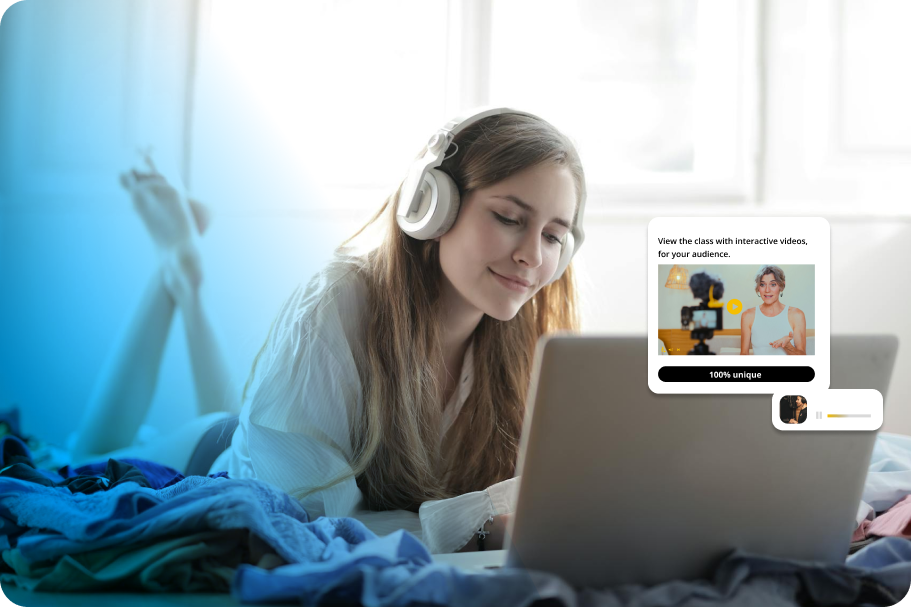 View the class with interactive videos,
for your audience.
100% unique